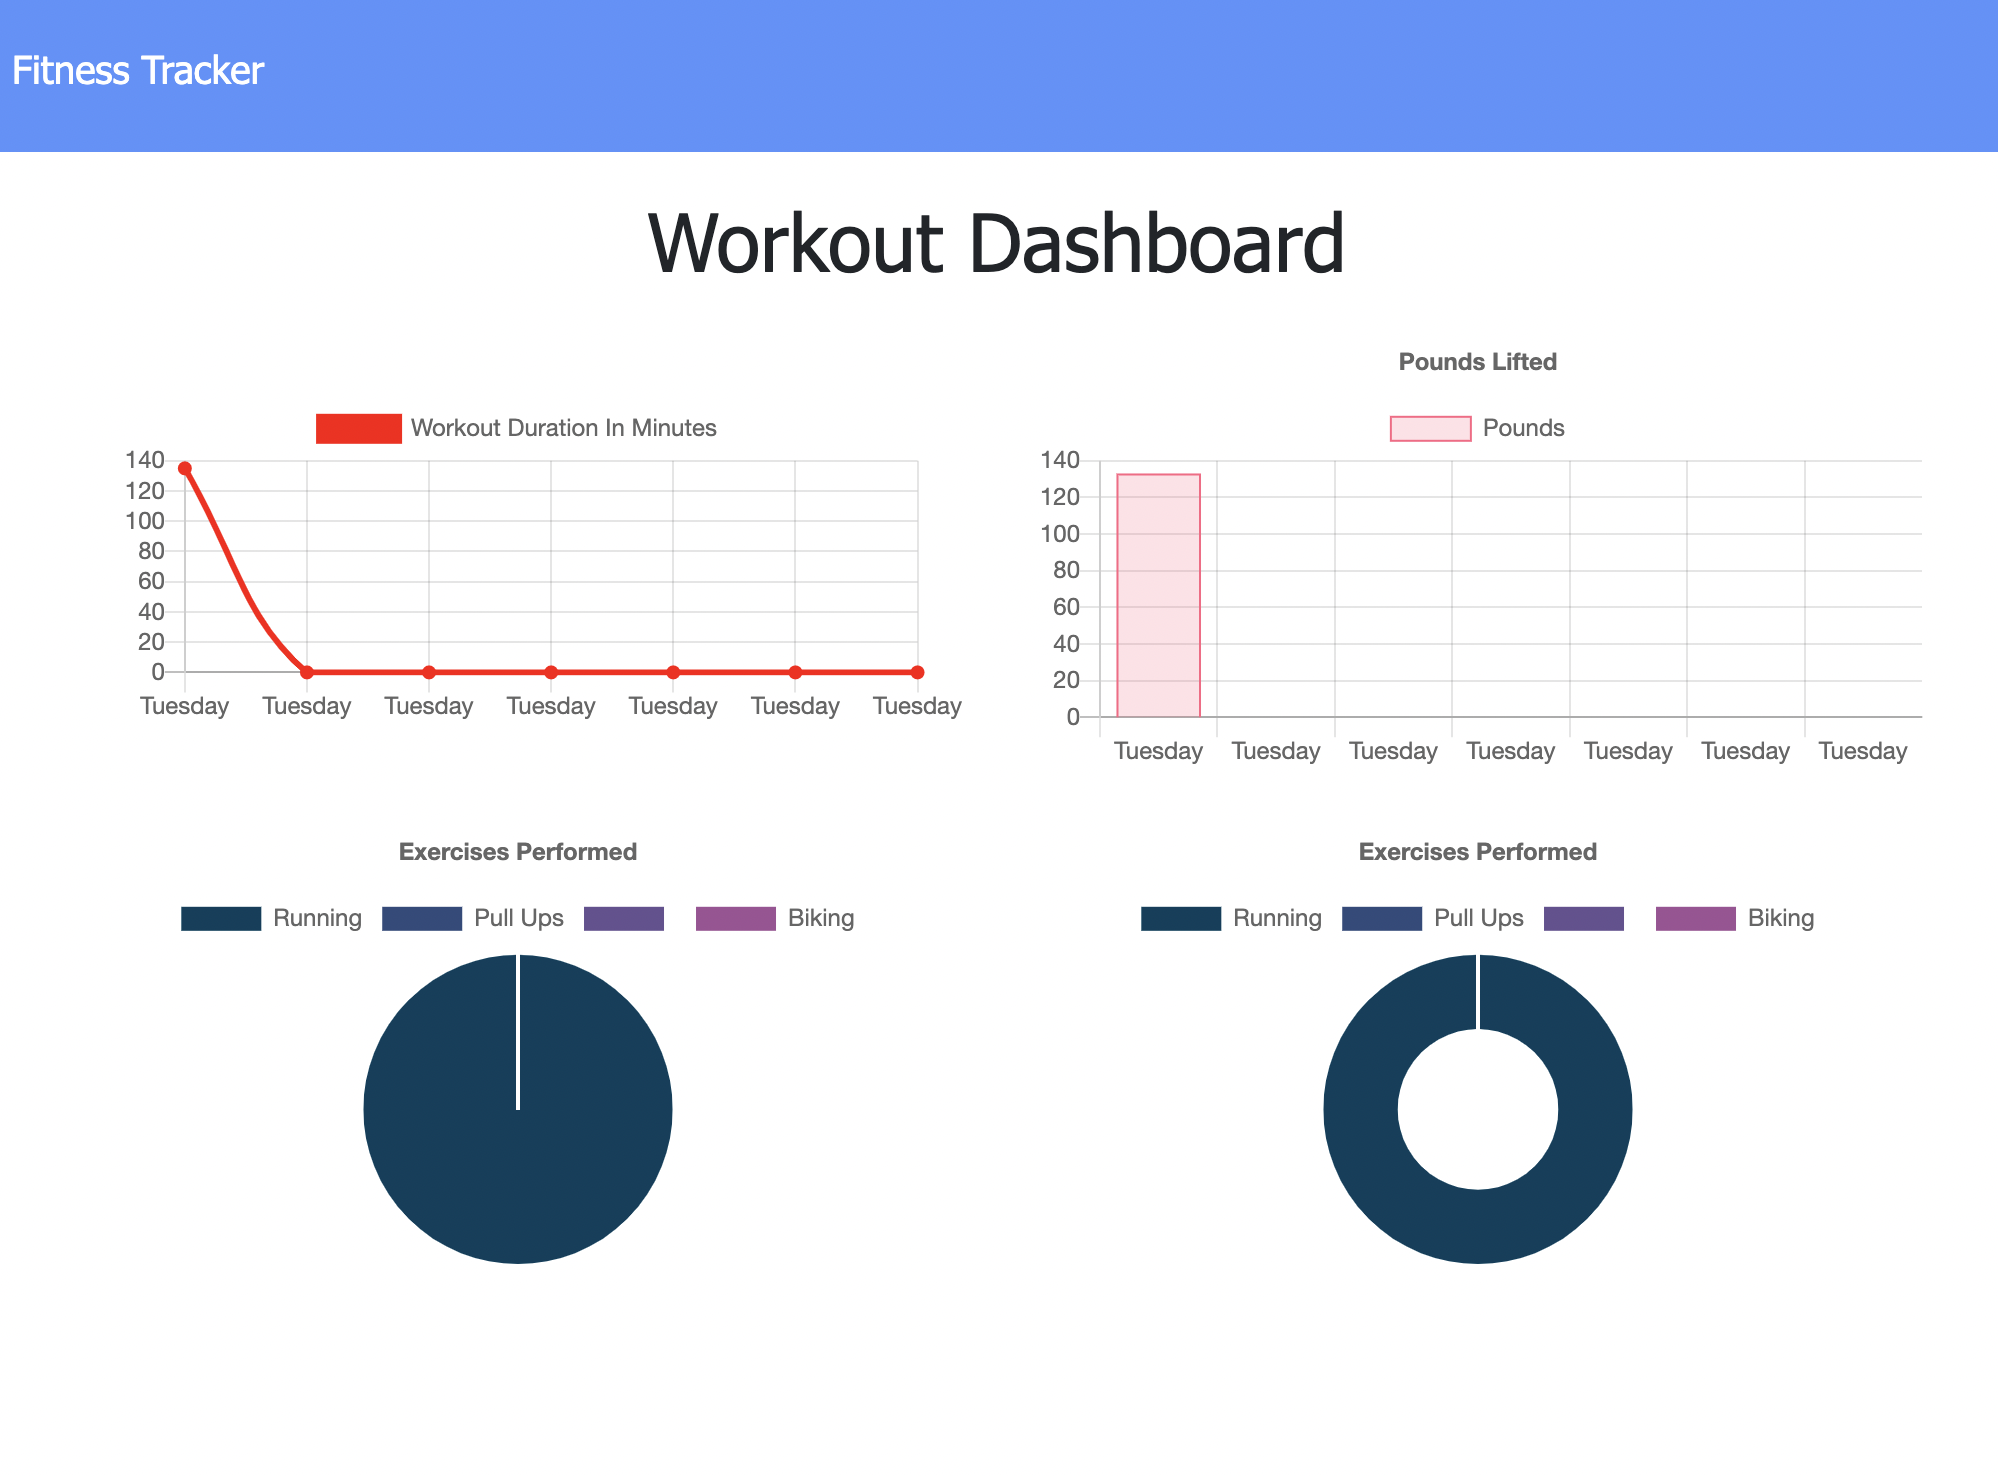 Fitness Tracker
Workout Dashboard
Workout Duration In Minutes
140
120
100
80
60
40
20
0
Tuesday Tuesday Tuesday Tuesday Tuesday Tuesday Tuesday
Pounds Lifted
Pounds
140
120
100
80
60
40
20
0
Tuesday Tuesday Tuesday Tuesday Tuesday Tuesday Tuesday
Exercises Performed
Running Pull Ups Biking
Exercises Performed
Running Pull Ups Biking